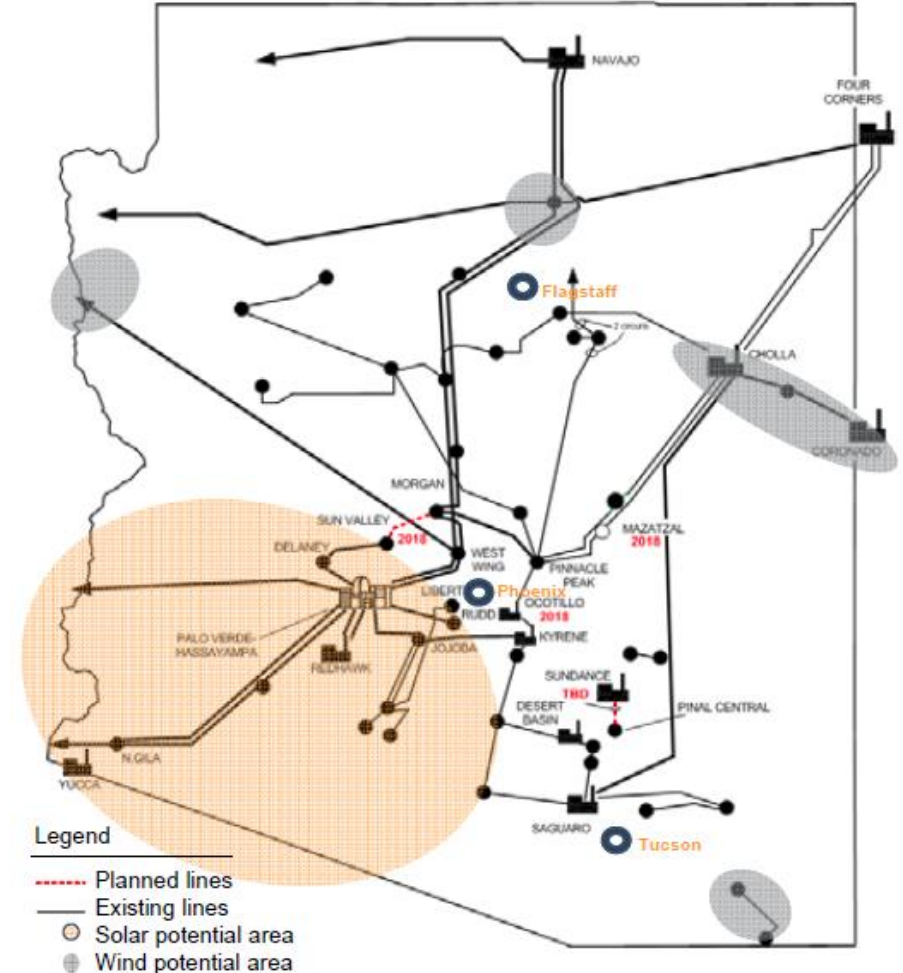 NAVAJO
FOUR
CORNERS
Flagstaff
2 circuits
CHOLLA
CORONADO
MORGAN
SUN VALLEY
2018
MAZATZAL
2018
DELANEY
WEST
WING
PINNACLE
PEAK
Phoenix
OCOTILLO
2018
RUDD
KYRENE
JOJOBA
PALO VERDE-
HASSAYAMPA
REDHAWK
SUNDANCE
TBD
DESERT
BASIN
PINAL CENTRAL
N.GILA
YUCCA
SAGUARO
Tucson
Legend
Planned lines
Existing lines
Solar potential area
Wind potential area